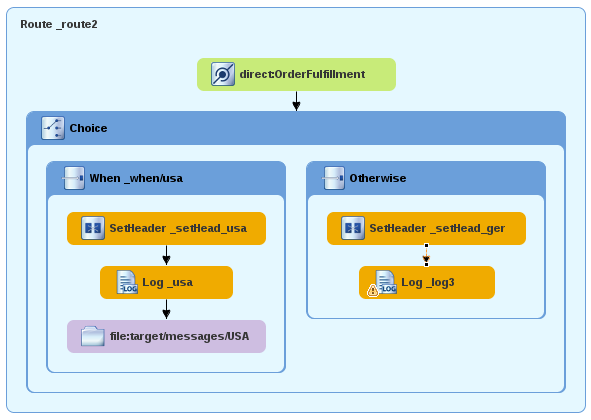 Route _route2
direct:OrderFulfillment
Choice
When _when/usa
Otherwise
SetHeader _setHead_usa
SetHeader _setHead_ger
LOG
Log _usa
LOG
Log _log3
file:target/messages/USA